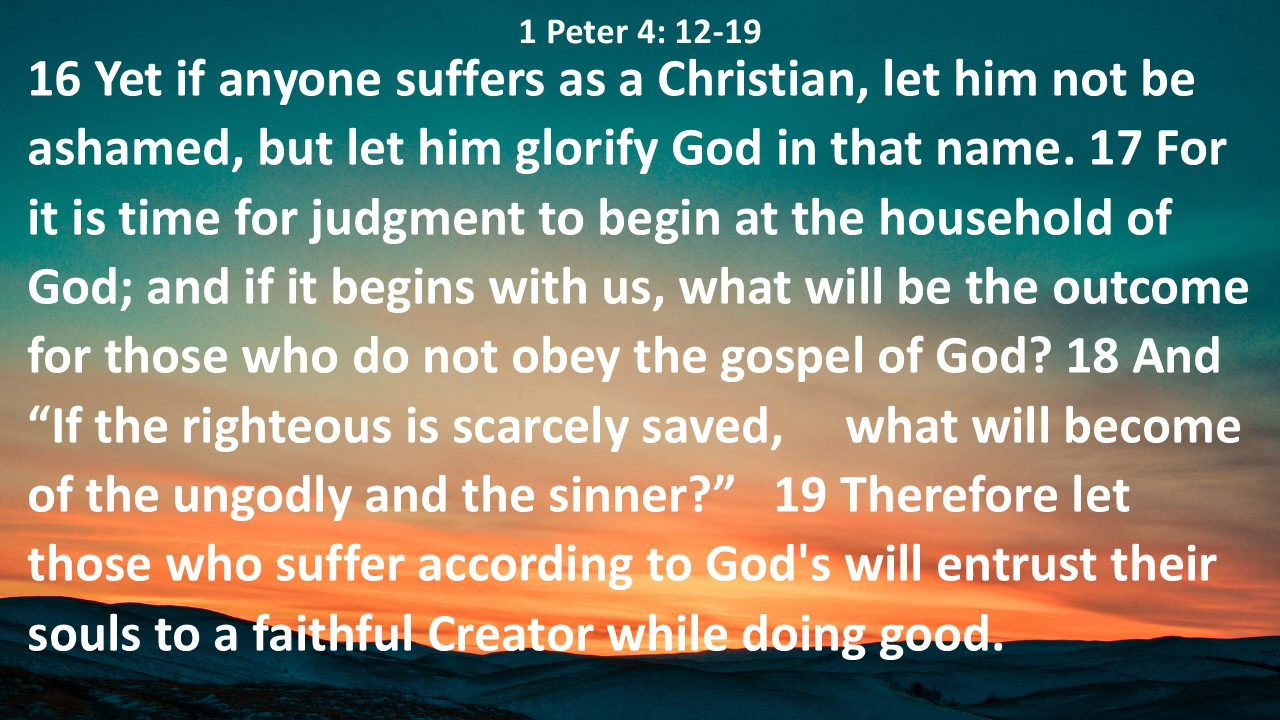 1 Peter 4: 12-19
16 Yet if anyone suffers as a Christian, let him not be
ashamed, but let him glorify God in that name. 17 For
it is time for judgment to begin at the household of
God; and if it begins with us, what will be the outcome
for those who do not obey the gospel of God? 18 And
“If the righteous is scarcely saved,     what will become
of the ungodly and the sinner?”   19 Therefore let
those who suffer according to God's will entrust their
souls to a faithful Creator while doing good.